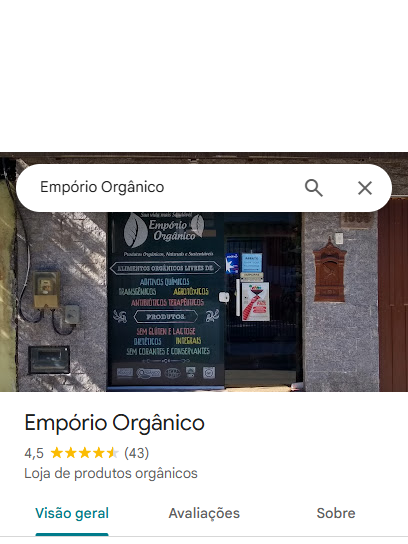 Empório Orgânico
Sua vida mais Saudável
Empório
Orgânico
Produtos Orgânicos, Naturais e Sustentáveis
ALIMENTOS ORGÂNICOS LIVRES DE:
ADITIVOS QUÍMICOS
TRANSGÊNICOS AGROTÓXICOS
ANTIBIÓTICOS TERAPÊUTICOS
PRODUTOS
SEM GLÚTEN E LACTOSE
DIETÉTICOS INTEGRAIS
SEM CORANTES E CONSERVANTES
Empório Orgânico
4,5 (43)
Loja de produtos orgânicos
Visão geral Avaliações Sobre